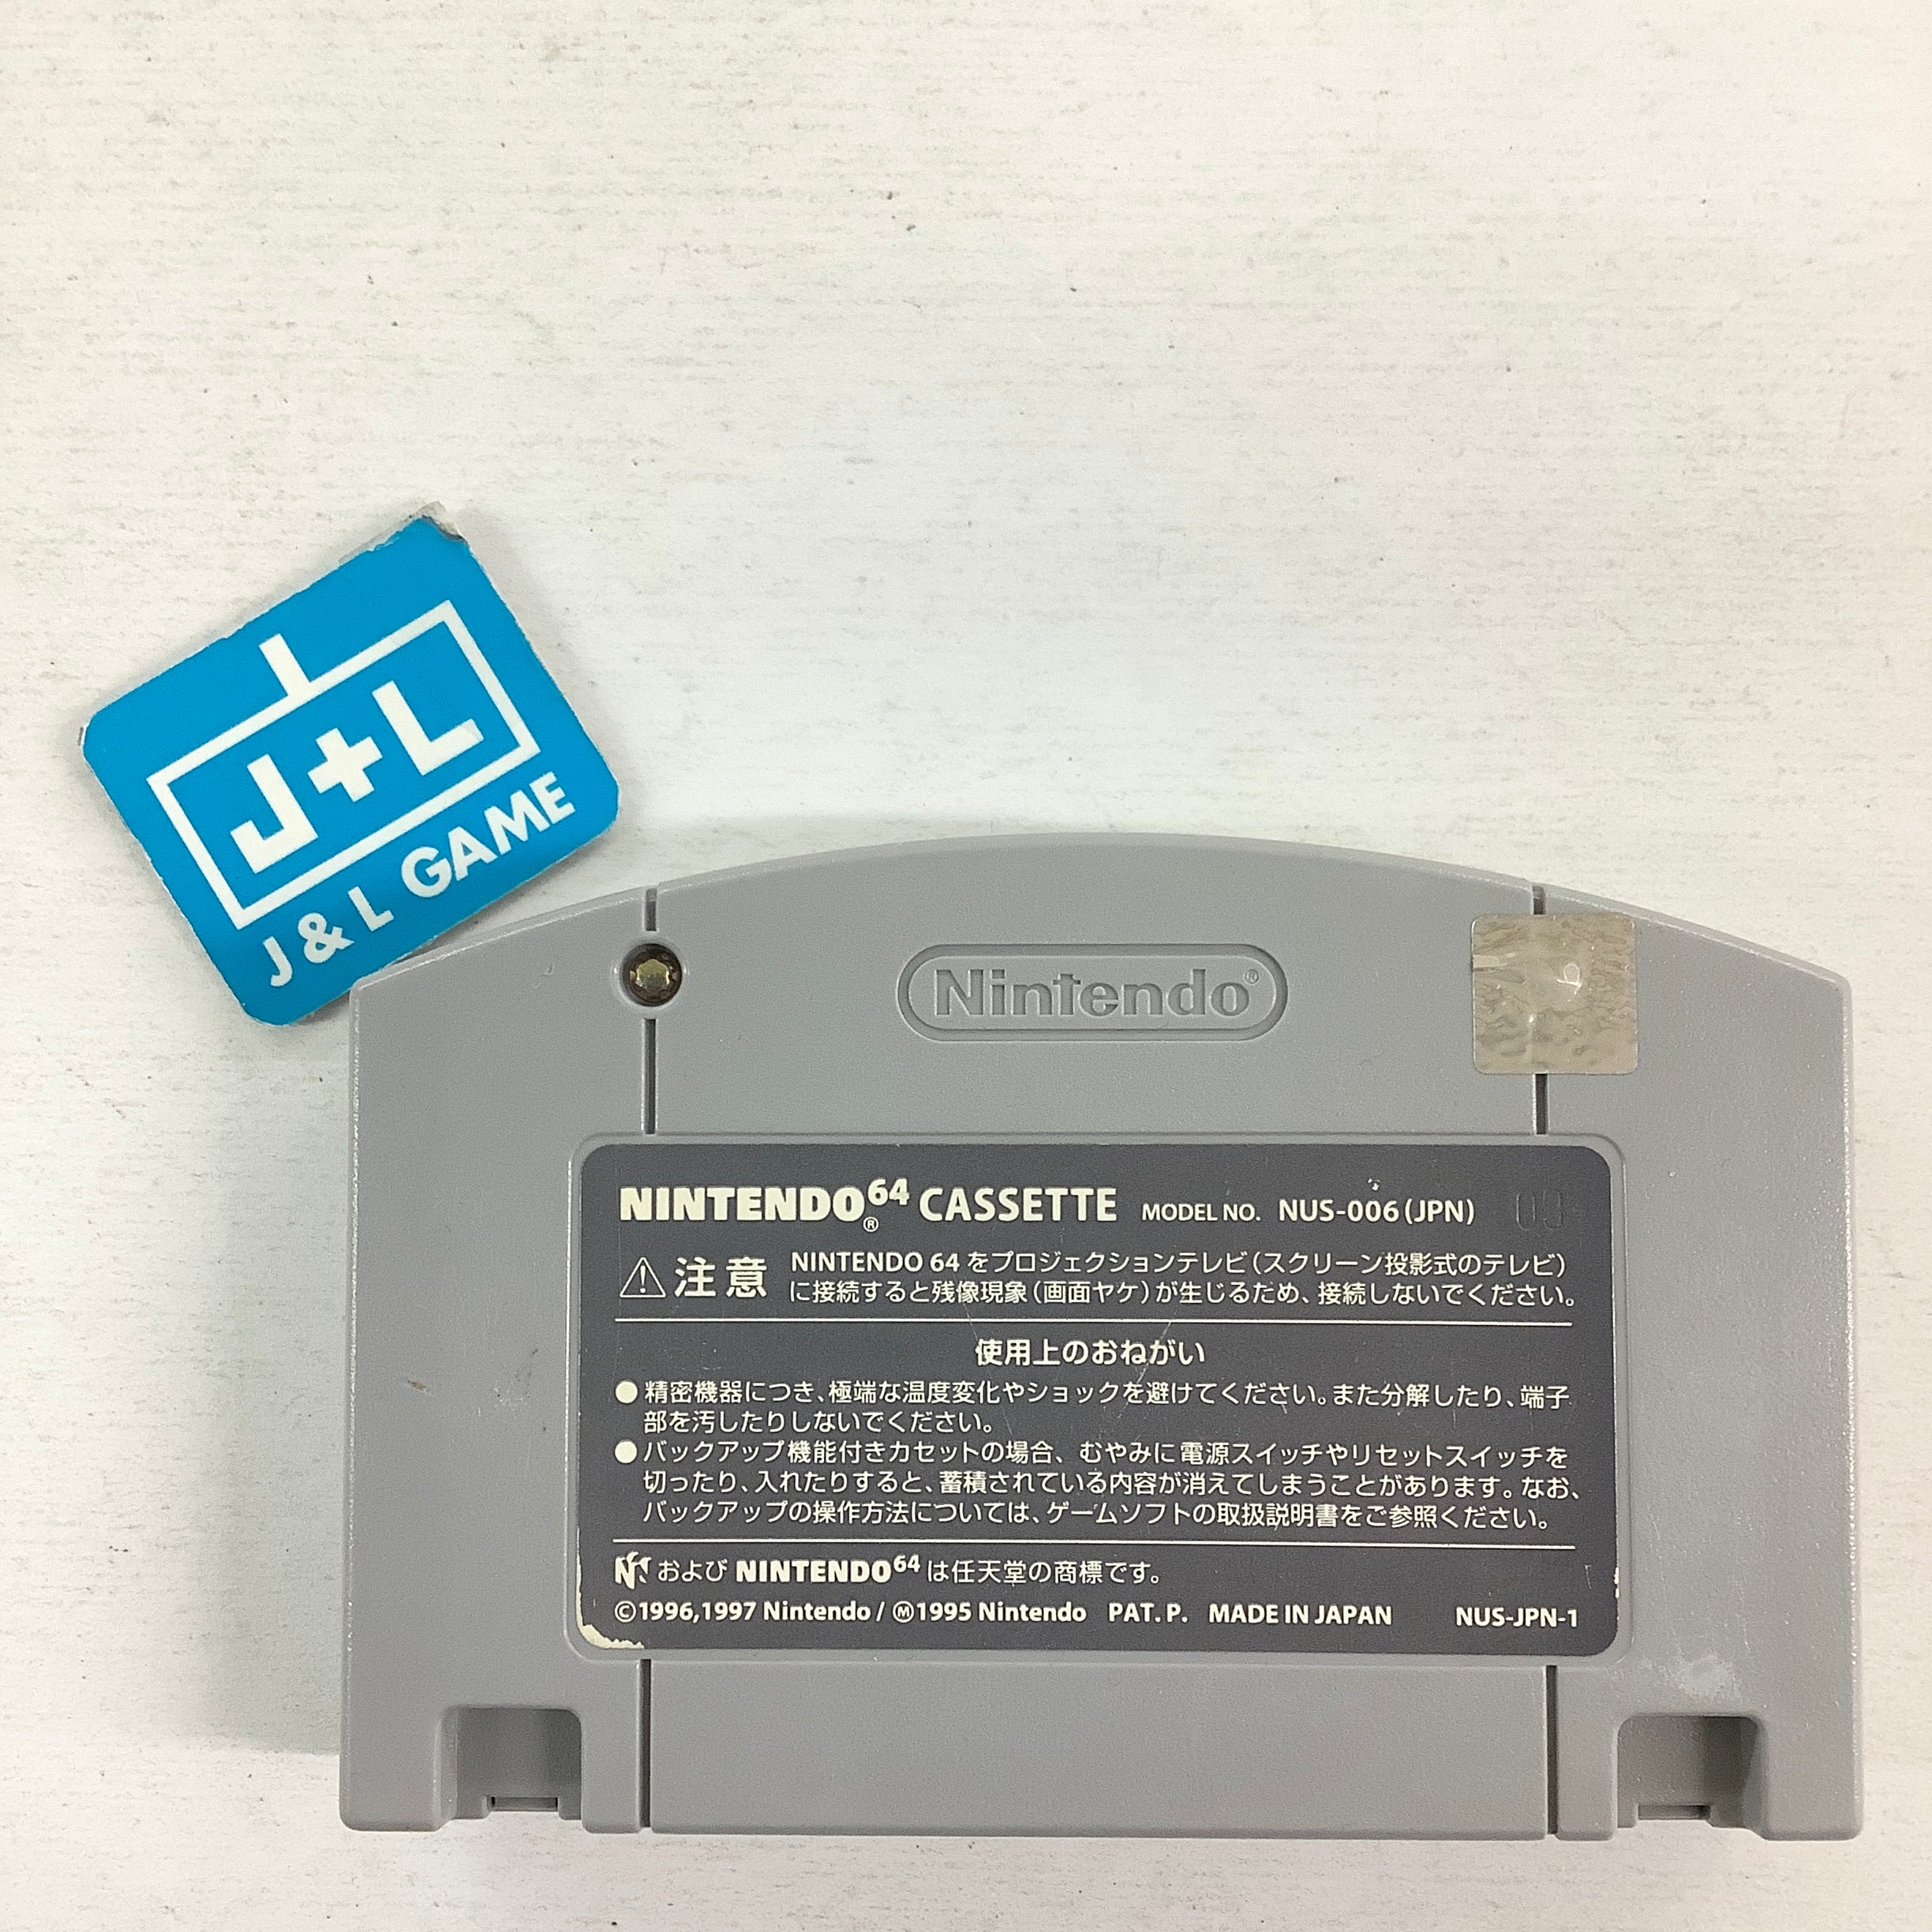 J+L
J & L GAME
Nintendo®
NINTENDO®64 CASSETTE MODEL NO. NUS-006(JPN) 03
⚠注意 NINTENDO 64 をプロジェクションテレビ(スクリーン投影式のテレビ)
に接続すると残像現象(画面ヤケ)が生じるため、接続しないでください。
使用上のおねがい
●精密機器につき、極端な温度変化やショックを避けてください。また分解したり、端子
部を汚したりしないでください。
●バックアップ機能付きカセットの場合、むやみに電源スイッチやリセットスイッチを
切ったり、入れたりすると、蓄積されている内容が消えてしまうことがあります。なお、
バックアップの操作方法については、ゲームソフトの取扱説明書をご参照ください。
および NINTENDO64 は任天堂の商標です。
©1996,1997 Nintendo / Ⓜ1995 Nintendo PAT. P. MADE IN JAPAN NUS-JPN-1